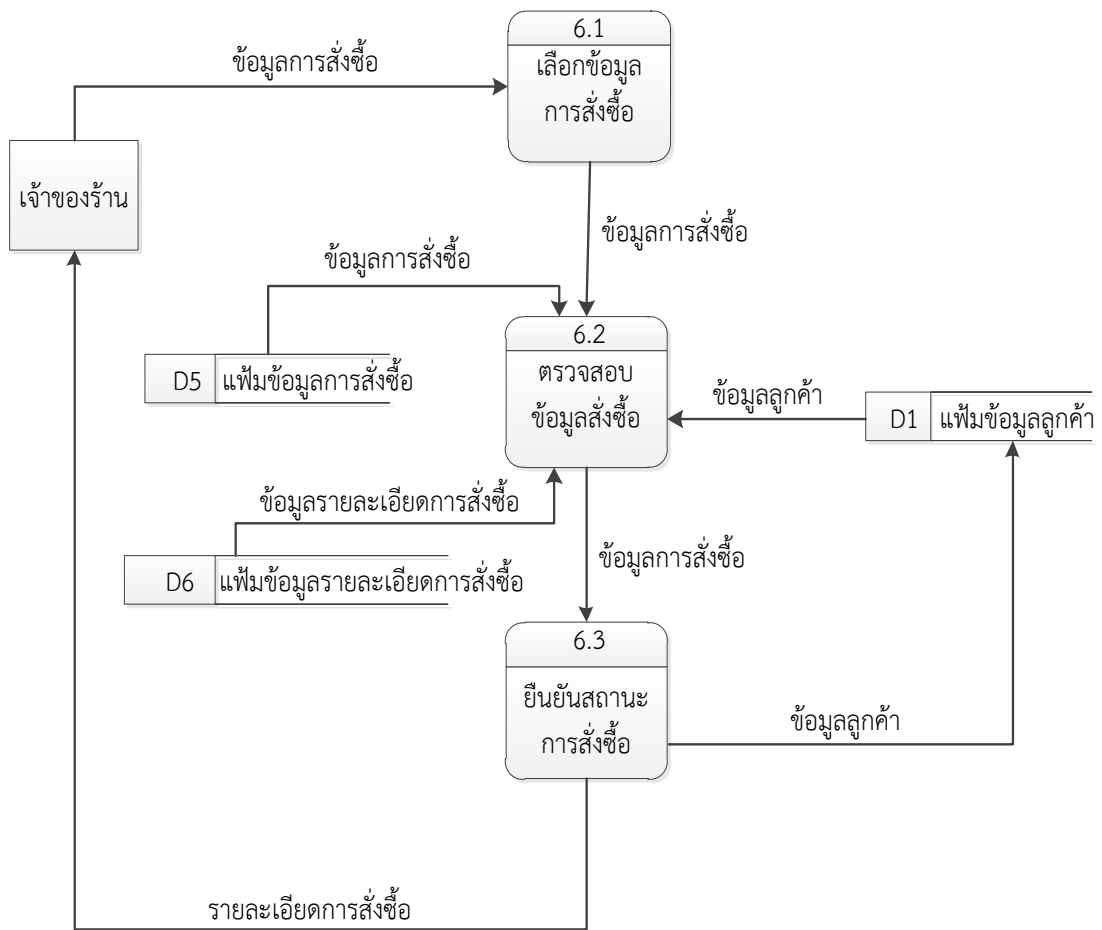 6.1
ข้อมูลการสั่งซื้อ
เลือกข้อมูล
การสั่งซื้อ
เจ้าของร้าน
ข้อมูลการสั่งซื้อ
ข้อมูลการสั่งซื้อ
6.2
D5 แฟ้มข้อมูลการสั่งซื้อ
ตรวจสอบ
ข้อมูลสั่งซื้อ
ข้อมูลลูกค้า
D1 แฟ้มข้อมูลลูกค้า
ข้อมูลรายละเอียดการสั่งซื้อ
ข้อมูลการสั่งซื้อ
D6 แฟ้มข้อมูลรายละเอียดการสั่งซื้อ
6.3
ยืนยันสถานะ
การสั่งซื้อ
ข้อมูลลูกค้า
รายละเอียดการสั่งซื้อ